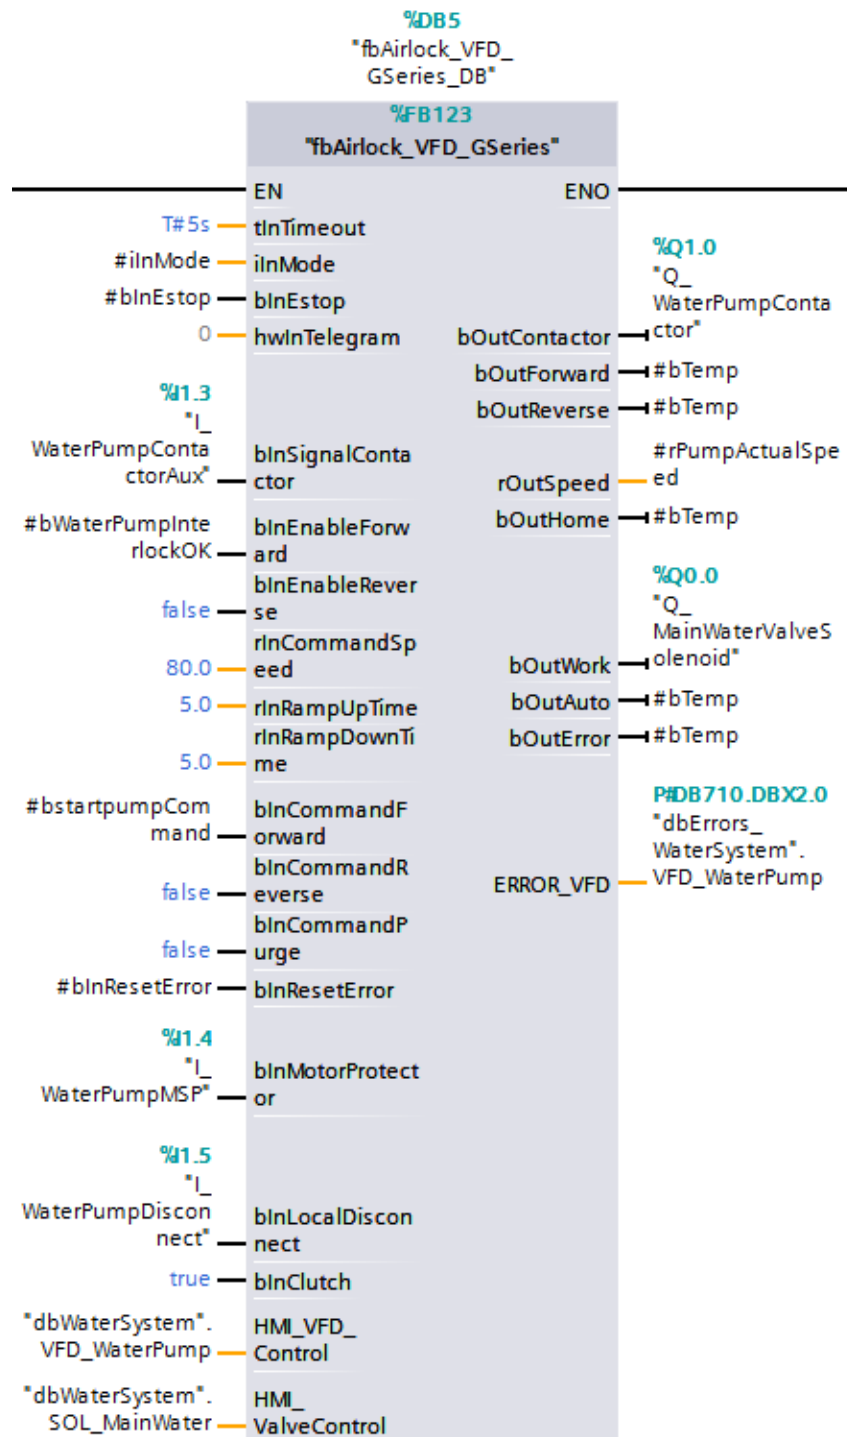 %DB5
"fbAirlock_VFD_
GSeries_DB"
%FB123
"fbAirlock_VFD_GSeries"
EN
ENO
T#5s
tInTimeout
#iInMode
iInMode
#bInEstop
bInEstop
0
hwInTelegram
%Q1.0
"Q_
WaterPumpConta
ctor"
bOutContactor
bOutForward
#bTemp
bOutReverse
#bTemp
%I1.3
"I_
WaterPumpConta
ctorAux"
bInSignalConta
ctor
#rPumpActualSpe
ed
rOutSpeed
bOutHome
#bTemp
#bWaterPumpInte
rlockOK
bInEnableForw
ard
false
bInEnableRever
se
%Q0.0
"Q_
MainWaterValveS
olenoid"
bOutWork
80.0
rInCommandSp
eed
bOutAuto
#bTemp
5.0
rInRampUpTime
bOutError
#bTemp
5.0
rInRampDownTi
me
#bstartpumpCom
mand
bInCommandF
orward
P#DB710.DBX2.0
"dbErrors_
WaterSystem".
VFD_WaterPump
ERROR_VFD
false
bInCommandR
everse
false
bInCommandP
urge
#bInResetError
bInResetError
%I1.4
"I_
WaterPumpMSP"
bInMotorProtect
or
%I1.5
"I_
WaterPumpDiscon
nect"
bInLocalDiscon
nect
true
bInClutch
"dbWaterSystem".
VFD_WaterPump
HMI_VFD_
Control
"dbWaterSystem".
SOL_MainWater
HMI_
ValveControl